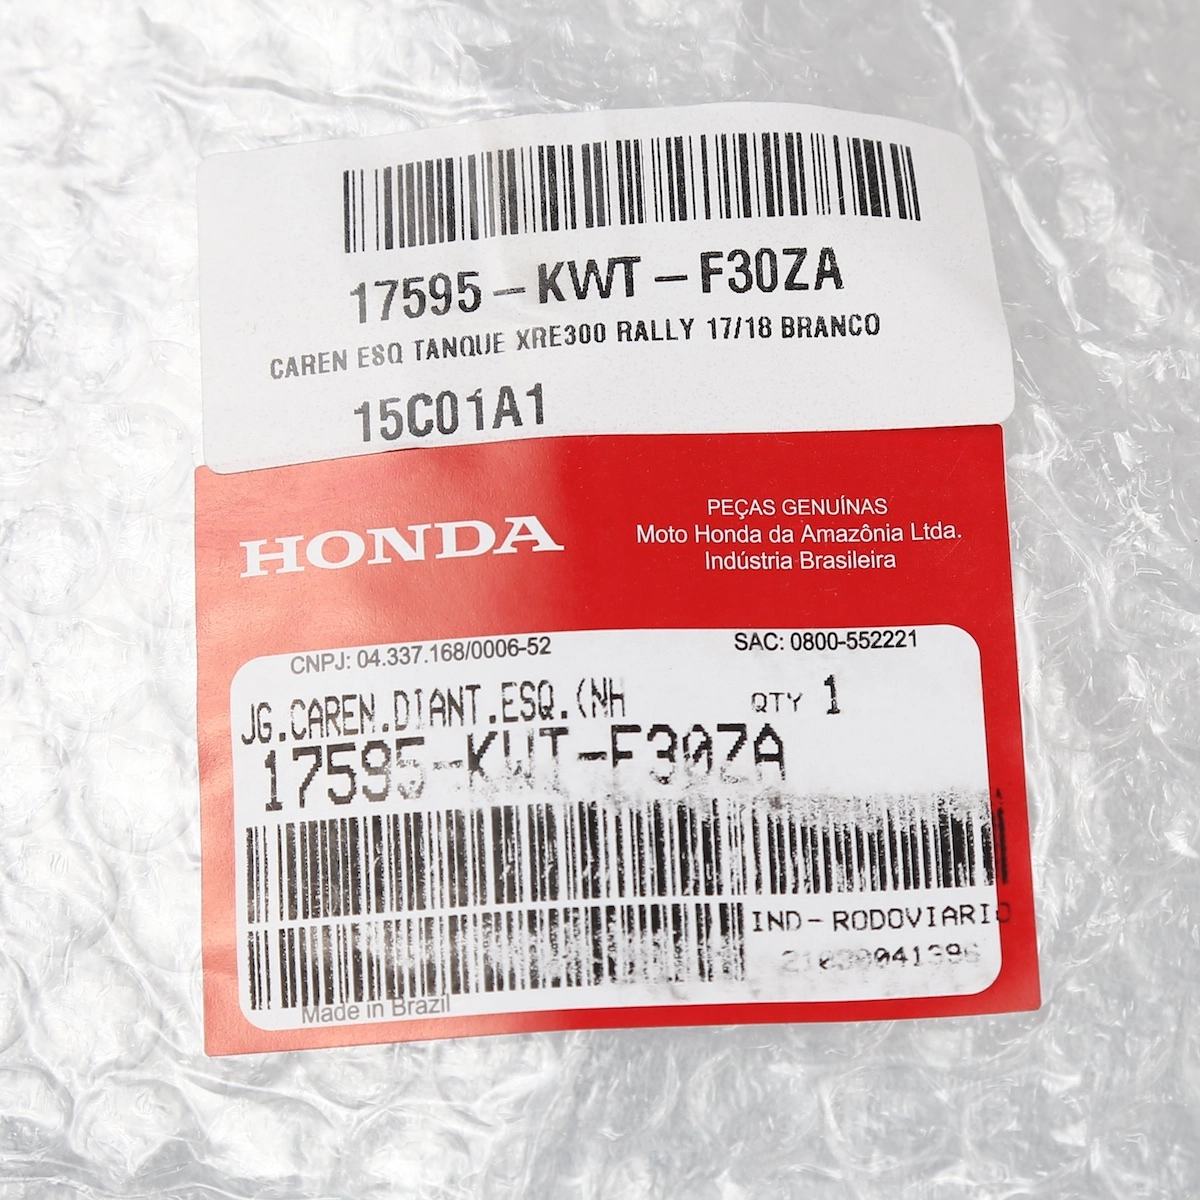 17595-KWT-F30ZA
CAREN ESQ TANQUE XRE300 RALLY 17/18 BRANCO
15C01A1
HONDA
PEÇAS GENUÍNAS
Moto Honda da Amazônia Ltda.
Indústria Brasileira
CNPJ: 04.337.168/0006-52
SAC: 0800-552221
JG.CAREN.DIANT.ESQ.(NH
QTY 1
17595-KWT-F30ZA
IND-RODOVIARIO
Made in Brazil